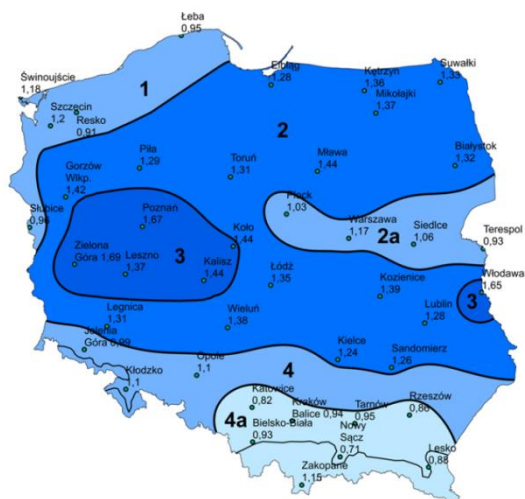 Łeba
0,95
Świnoujście
1,18
1
Elbląg
1,28
Kętrzyn
1,36
Suwałki
1,33
Szczecin
1,2
Resko
0,91
Mikołajki
1,37
2
Piła
1,29
Toruń
1,31
Mława
1,44
Białystok
1,32
Gorzów
Wlkp.
1,42
Słubice
0,96
Poznań
1,67
Płock
1,03
Koło
1,44
Warszawa
1,17
Siedlce
1,06
2a
Terespol
0,93
Zielona
Góra 1,69
Leszno
1,37
3
Kalisz
1,44
Łódź
1,35
Kozienice
1,39
Włodawa
1,65
3
Legnica
1,31
Wieluń
1,38
Lublin
1,28
Jelenia
Góra 0,99
Kielce
1,24
Sandomierz
1,26
Opole
1,1
4
Kłodzko
,1
Katowice
0,82
Kraków
Balice 0,94
Tarnów
0,95
Rzeszów
0,86
4a
Bielsko-Biała
0,93
Nowy
Sącz
0,71
Lesko
0,88
Zakopane
1,15